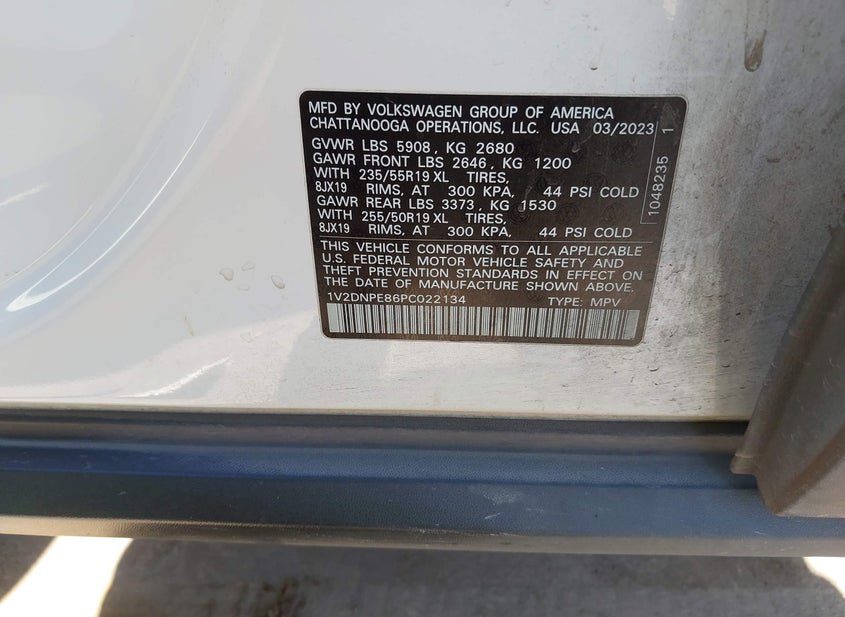 MFD BY VOLKSWAGEN GROUP OF AMERICA
CHATTANOOGA OPERATIONS, LLC. USA 03/2023
GVWR LBS 5908, KG 2680
GAWR FRONT LBS 2646, KG 1200
WITH 235/55R19 XL TIRES,
8JX19 RIMS, AT 300 KPA, 44 PSI COLD
GAWR REAR LBS 3373, KG 1530
WITH 255/50R19 XL TIRES,
8JX19 RIMS, AT 300 KPA, 44 PSI COLD
THIS VEHICLE CONFORMS TO ALL APPLICABLE
U.S. FEDERAL MOTOR VEHICLE SAFETY AND
THEFT PREVENTION STANDARDS IN EFFECT ON
THE DATE OF MANUFACTURE SHOWN ABOVE.
1V2DNPE86PC022134 TYPE: MPV
1048235 1